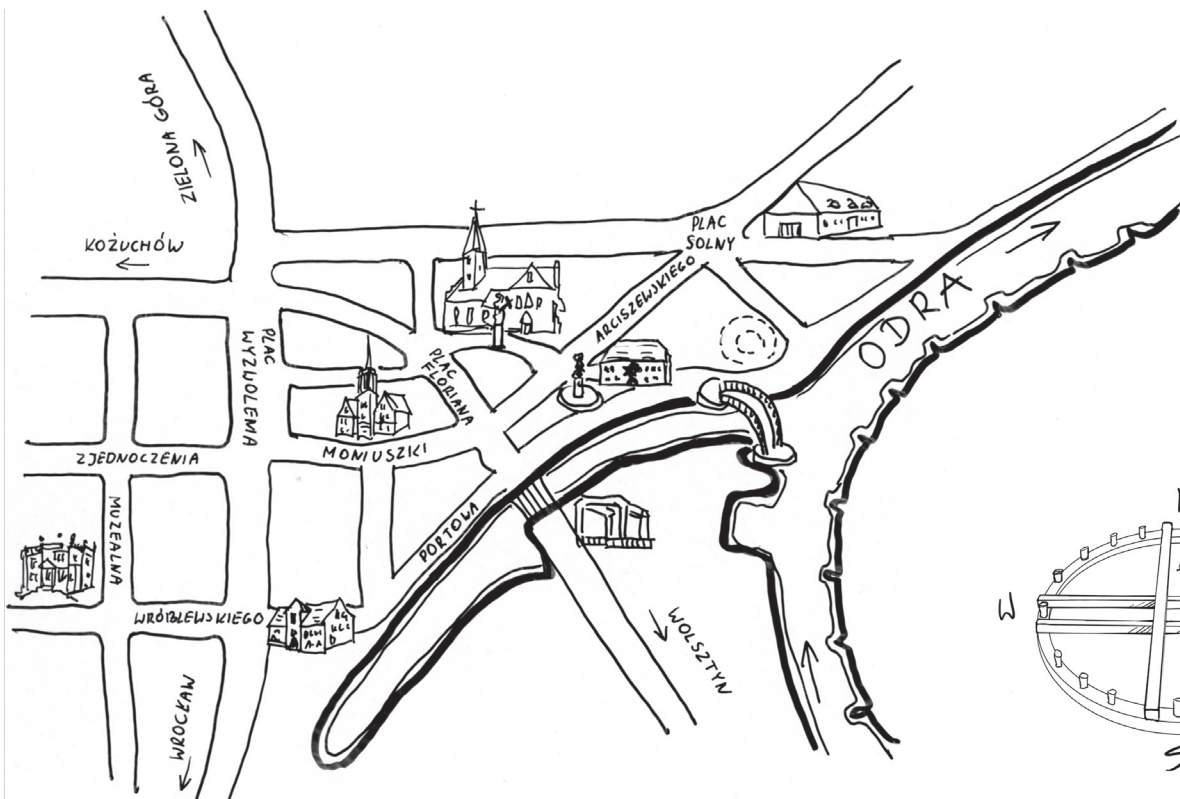 ZIELONA GÓRA
KOŻUCHÓW
PLAC
SOLNY
ARCISZEWSKIEGO
ODRA
PLAC
WYZWOLENIA
PLAC
FLORIANA
ZJEDNOCZENIA
MONIUSZKI
MUZEALNA
PORTOWA
WRÓBLEWSKIEGO
WOLSZTYN
WROCŁAW
W
S